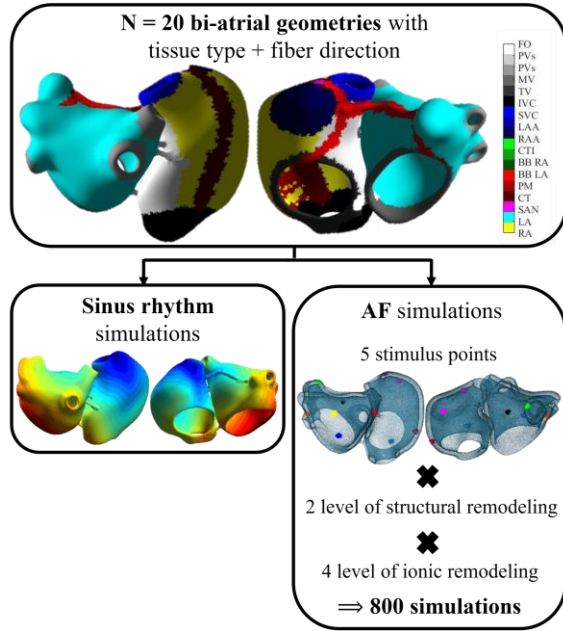 N = 20 bi-atrial geometries with
tissue type + fiber direction
FO
PVs
PVs
MV
TV
IVC
SVC
LAA
RAA
CTI
BB RA
BB LA
PM
CT
SAN
LA
RA
Sinus rhythm
simulations
AF simulations
5 stimulus points
✖
2 level of structural remodeling
✖
4 level of ionic remodeling
⟹ 800 simulations